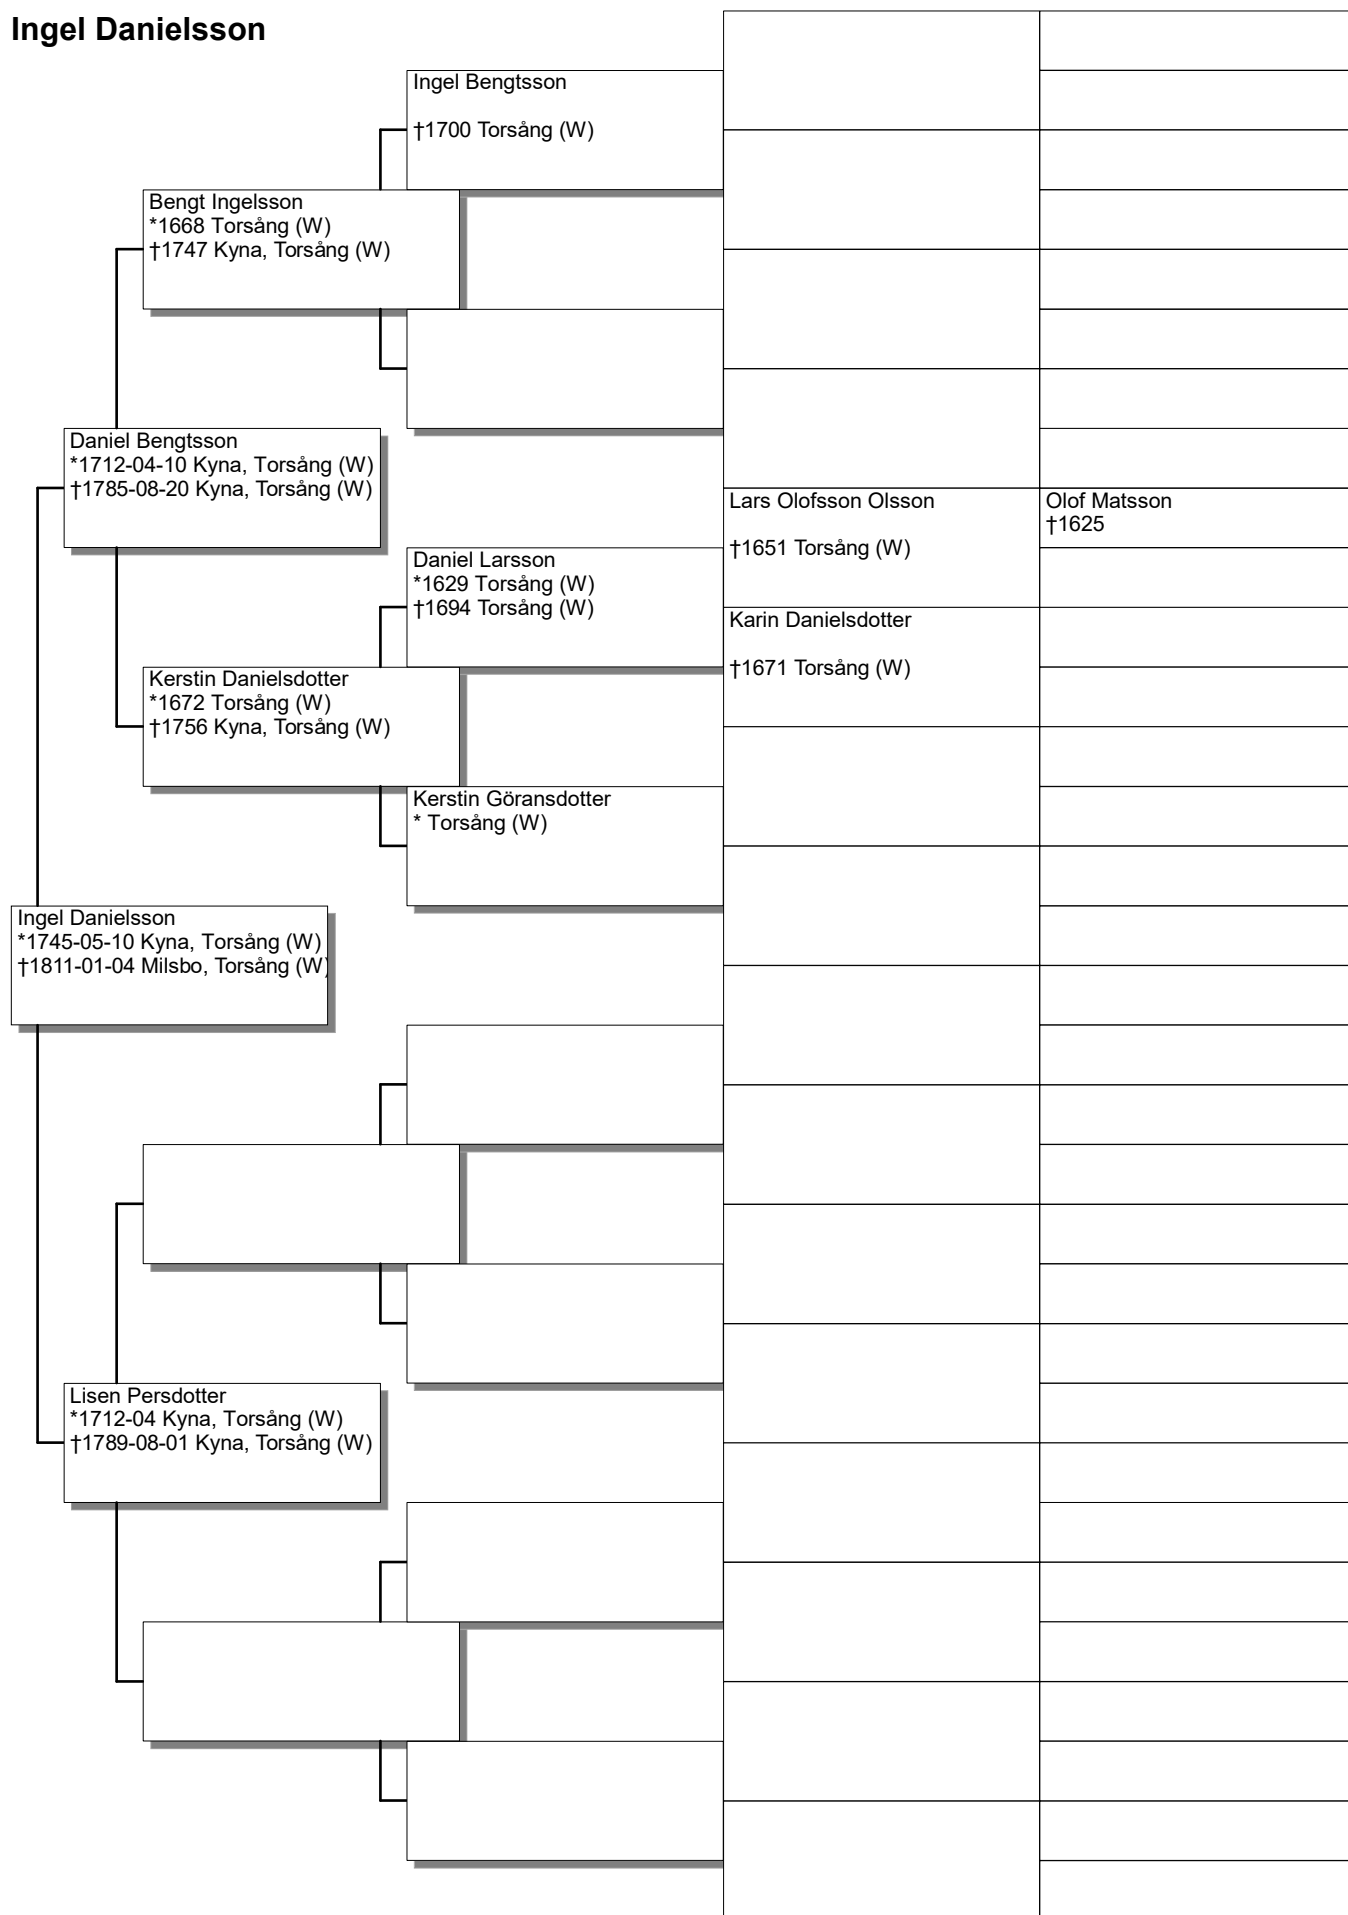 Ingel Danielsson
Ingel Bengtsson
†1700 Torsång (W)
Bengt Ingelsson
*1668 Torsång (W)
†1747 Kyna, Torsång (W)
Daniel Bengtsson
*1712-04-10 Kyna, Torsång (W)
†1785-08-20 Kyna, Torsång (W)
Lars Olofsson Olsson
†1651 Torsång (W)
Olof Matsson
†1625
Daniel Larsson
*1629 Torsång (W)
†1694 Torsång (W)
Karin Danielsdotter
†1671 Torsång (W)
Kerstin Danielsdotter
*1672 Torsång (W)
†1756 Kyna, Torsång (W)
Kerstin Göransdotter
* Torsång (W)
Ingel Danielsson
*1745-05-10 Kyna, Torsång (W)
†1811-01-04 Milsbo, Torsång (W)
Lisen Persdotter
*1712-04 Kyna, Torsång (W)
†1789-08-01 Kyna, Torsång (W)